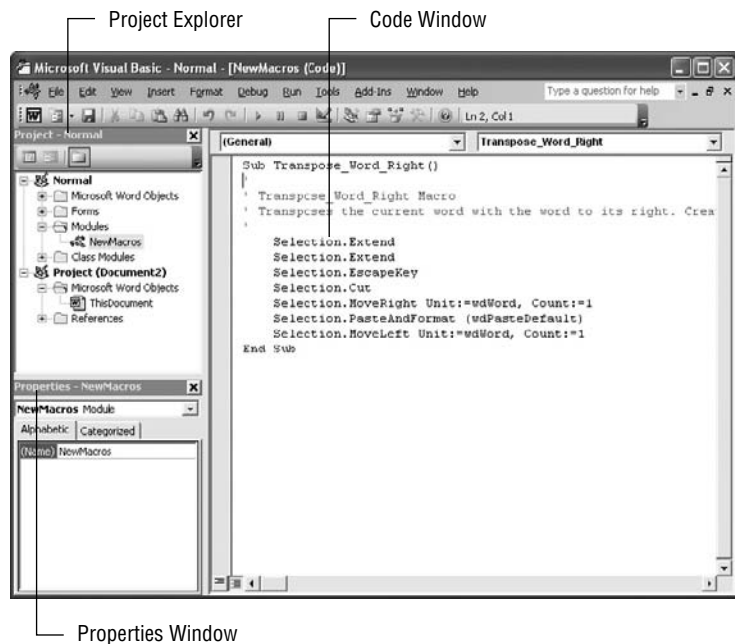 Project Explorer
Code Window
Microsoft Visual Basic - Normal - [NewMacros (Code)]
File Edit View Insert Format Debug Run Tools Add-Ins Window Help
Type a question for help
Ln 2, Col 1
Project - Normal
(General)
Transpose_Word_Right
Normal
Microsoft Word Objects
Forms
Modules
NewMacros
Class Modules
Project (Document2)
Microsoft Word Objects
ThisDocument
References
Sub Transpose_Word_Right()
'
' Transpose_Word_Right Macro
' Transposes the current word with the word to its right. Crea
'
Selection.Extend
Selection.Extend
Selection.EscapeKey
Selection.Cut
Selection.MoveRight Unit:=wdWord, Count:=1
Selection.PasteAndFormat (wdPasteDefault)
Selection.MoveLeft Unit:=wdWord, Count:=1
End Sub
Properties - NewMacros
NewMacros Module
Alphabetic Categorized
(Name) NewMacros
Properties Window